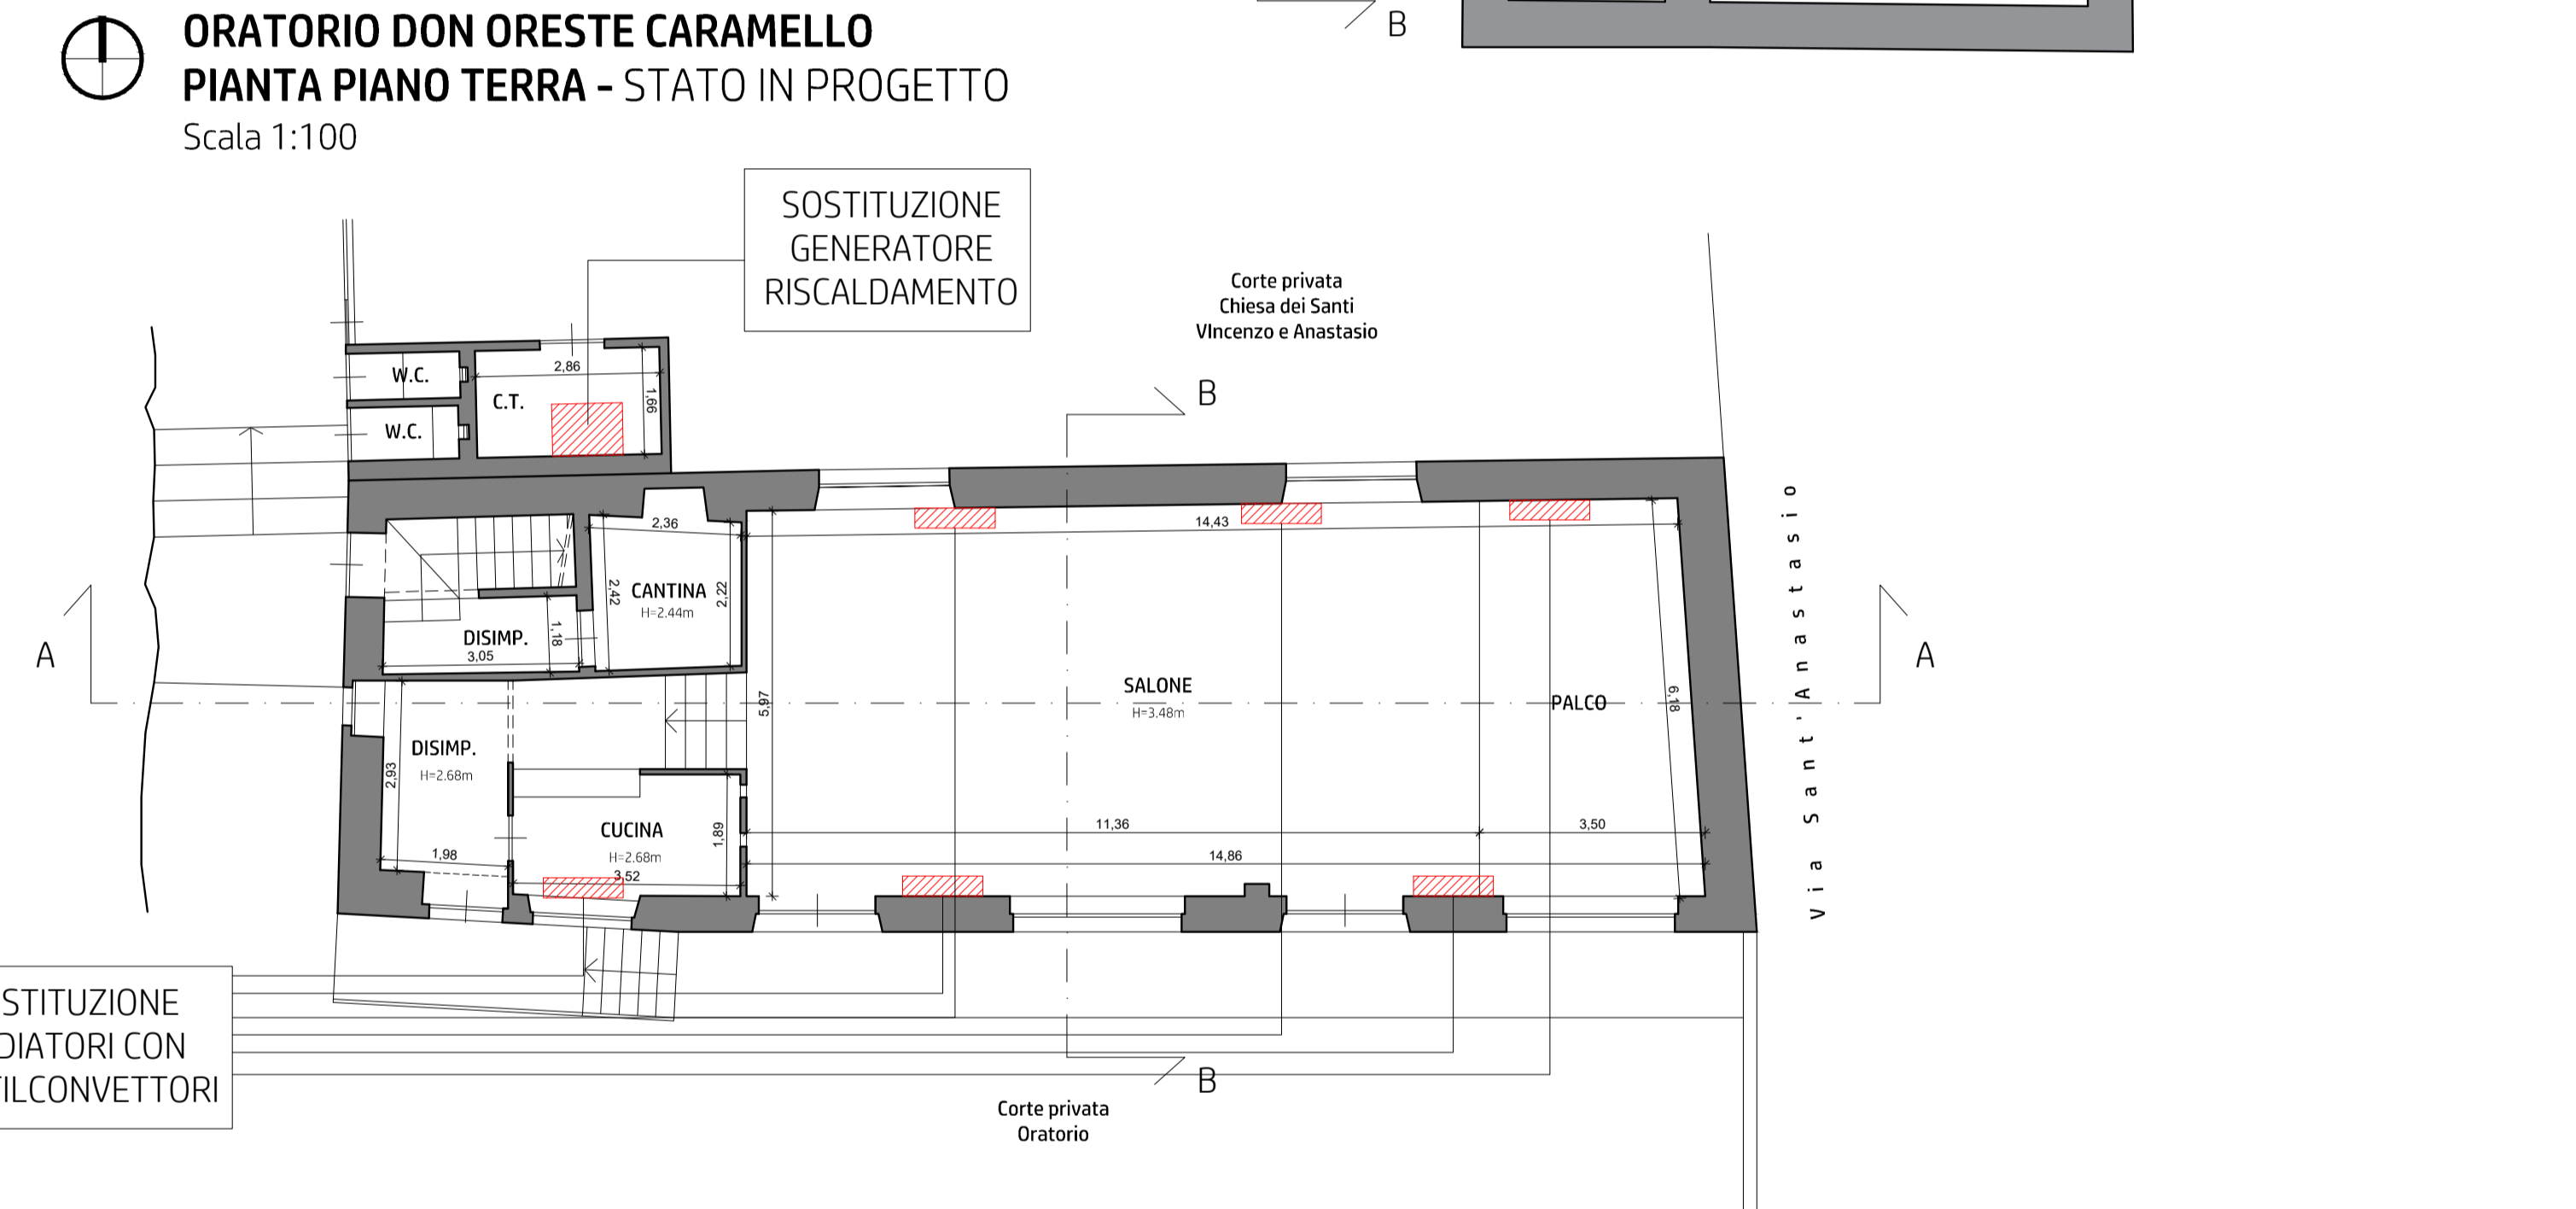 B
ORATORIO DON ORESTE CARAMELLO
PIANTA PIANO TERRA - STATO IN PROGETTO
Scala 1:100
SOSTITUZIONE
GENERATORE
RISCALDAMENTO
Corte privata
Chiesa dei Santi
VIncenzo e Anastasio
B
W.C.
W.C.
C.T.
2,86
1,66
2,36
14,43
CANTINA
H=2.44m
2,42
2,22
DISIMP.
1,18
3,05
A
A
SALONE
H=3.48m
5,97
PALCO
6,18
Via Sant'Anastasio
DISIMP.
H=2.68m
2,93
1,98
CUCINA
H=2.68m
1,89
3,52
11,36
3,50
14,86
STITUZIONE
DIATORI CON
ILCONVETTORI
B
Corte privata
Oratorio